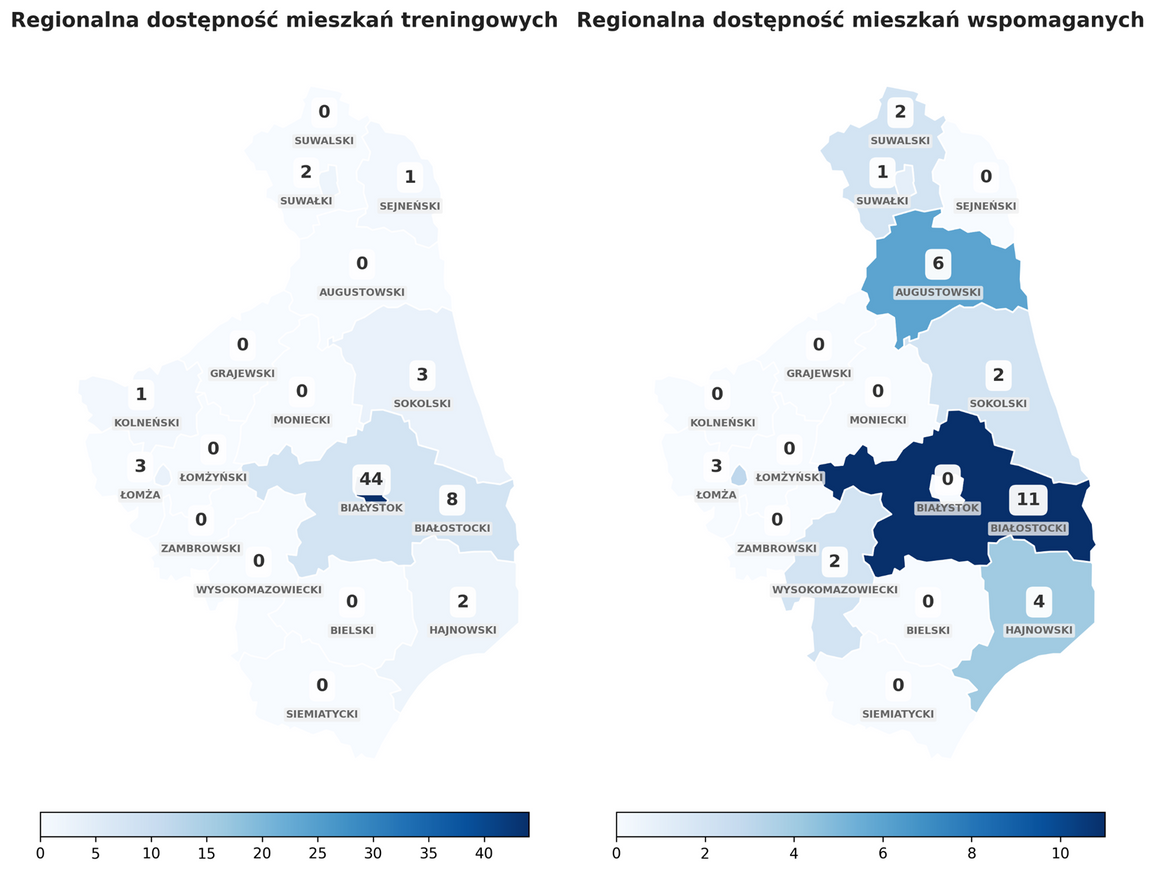 Regionalna dostępność mieszkań treningowych
0
SUWALSKI
2
SUWAŁKI
1
SEJNEŃSKI
0
AUGUSTOWSKI
0
GRAJEWSKI
3
SOKOLSKI
1
KOLNEŃSKI
0
MONIECKI
0
ŁOMŻYŃSKI
3
ŁOMŻA
44
BIAŁYSTOK
8
BIAŁOSTOCKI
0
ZAMBROWSKI
0
WYSOKOMAZOWIECKI
0
BIELSKI
2
HAJNOWSKI
0
SIEMIATYCKI
0 5 10 15 20 25 30 35 40
Regionalna dostępność mieszkań wspomaganych
2
SUWALSKI
1
SUWAŁKI
0
SEJNEŃSKI
6
AUGUSTOWSKI
0
GRAJEWSKI
2
SOKOLSKI
0
KOLNEŃSKI
0
MONIECKI
0
ŁOMŻYŃSKI
3
ŁOMŻA
0
BIAŁYSTOK
11
BIAŁOSTOCKI
0
ZAMBROWSKI
2
WYSOKOMAZOWIECKI
0
BIELSKI
4
HAJNOWSKI
0
SIEMIATYCKI
0 2 4 6 8 10